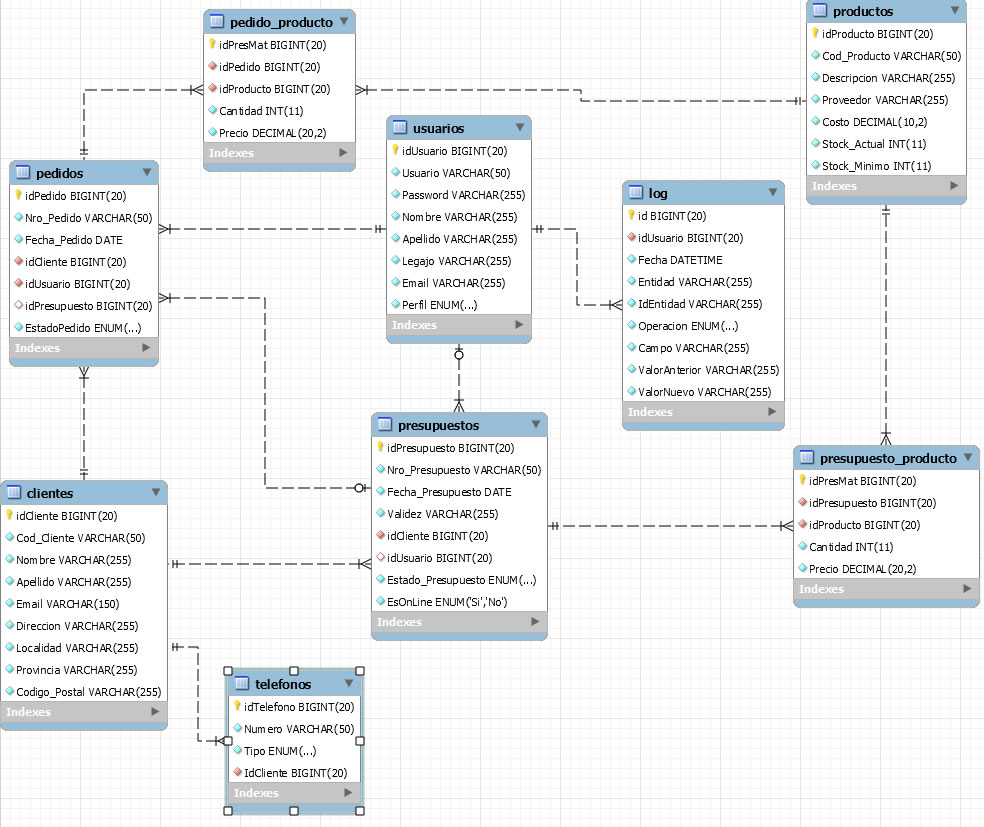 pedido_producto
idPresMat BIGINT(20)
idPedido BIGINT(20)
idProducto BIGINT(20)
Cantidad INT(11)
Precio DECIMAL(20,2)
Indexes
productos
idProducto BIGINT(20)
Cod_Producto VARCHAR(50)
Descripcion VARCHAR(255)
Proveedor VARCHAR(255)
Costo DECIMAL(10,2)
Stock_Actual INT(11)
Stock_Minimo INT(11)
Indexes
usuarios
idUsuario BIGINT(20)
Usuario VARCHAR(50)
Password VARCHAR(255)
Nombre VARCHAR(255)
Apellido VARCHAR(255)
Legajo VARCHAR(255)
Email VARCHAR(255)
Perfil ENUM(...)
Indexes
pedidos
idPedido BIGINT(20)
Nro_Pedido VARCHAR(50)
Fecha_Pedido DATE
idCliente BIGINT(20)
idUsuario BIGINT(20)
idPresupuesto BIGINT(20)
EstadoPedido ENUM(...)
Indexes
log
id BIGINT(20)
idUsuario BIGINT(20)
Fecha DATETIME
Entidad VARCHAR(255)
IdEntidad VARCHAR(255)
Operacion ENUM(...)
Campo VARCHAR(255)
ValorAnterior VARCHAR(255)
ValorNuevo VARCHAR(255)
Indexes
presupuestos
idPresupuesto BIGINT(20)
Nro_Presupuesto VARCHAR(50)
Fecha_Presupuesto DATE
Validez VARCHAR(255)
idCliente BIGINT(20)
idUsuario BIGINT(20)
Estado_Presupuesto ENUM(...)
EsOnLine ENUM('Si','No')
Indexes
presupuesto_producto
idPresMat BIGINT(20)
idPresupuesto BIGINT(20)
idProducto BIGINT(20)
Cantidad INT(11)
Precio DECIMAL(20,2)
Indexes
clientes
idCliente BIGINT(20)
Cod_Cliente VARCHAR(50)
Nombre VARCHAR(255)
Apellido VARCHAR(255)
Email VARCHAR(150)
Direccion VARCHAR(255)
Localidad VARCHAR(255)
Provincia VARCHAR(255)
Codigo_Postal VARCHAR(255)
Indexes
telefonos
idTelefono BIGINT(20)
Numero VARCHAR(50)
Tipo ENUM(...)
IdCliente BIGINT(20)
Indexes